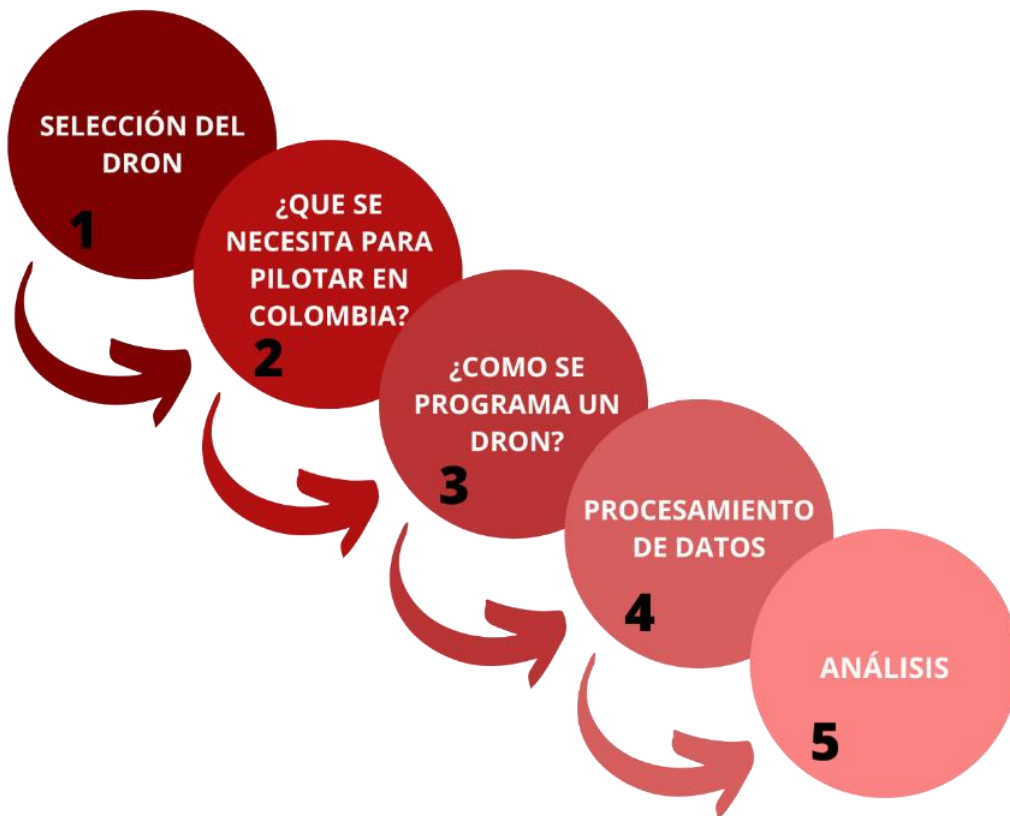 SELECCIÓN DEL
DRON
1
¿QUE SE
NECESITA PARA
PILOTAR EN
COLOMBIA?
2
¿COMO SE
PROGRAMA UN
DRON?
3
PROCESAMIENTO
DE DATOS
4
ANÁLISIS
5